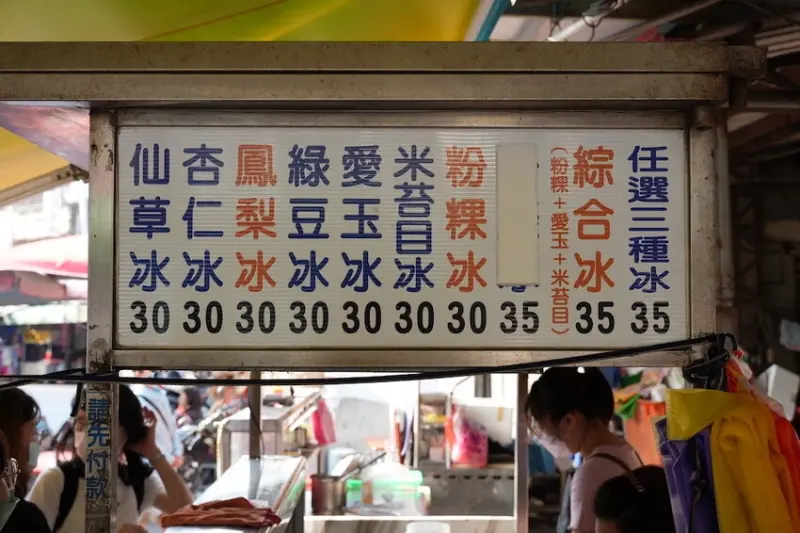 仙草冰 30
杏仁冰 30
鳳梨冰 30
綠豆冰 30
愛玉冰 30
米苔目冰 30
粉粿冰 30
35
綜合冰 35
(粉粿+愛玉+米苔目)
任選三種冰 35
請先付款